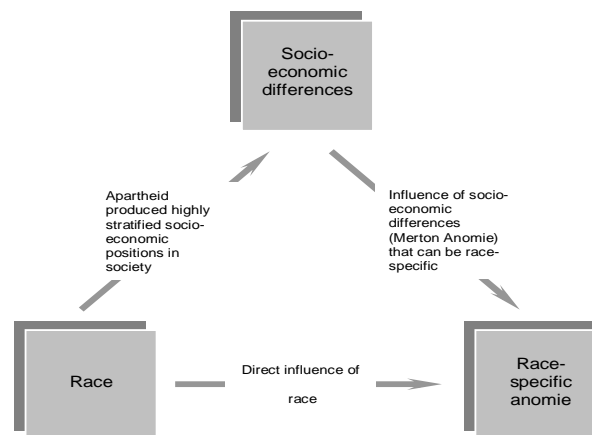 Socio-
economic
differences
Apartheid
produced highly
stratified socio-
economic
positions in
society
Influence of socio-
economic
differences
(Merton Anomie)
that can be race-
specific
Race
Direct influence of
race
Race-
specific
anomie